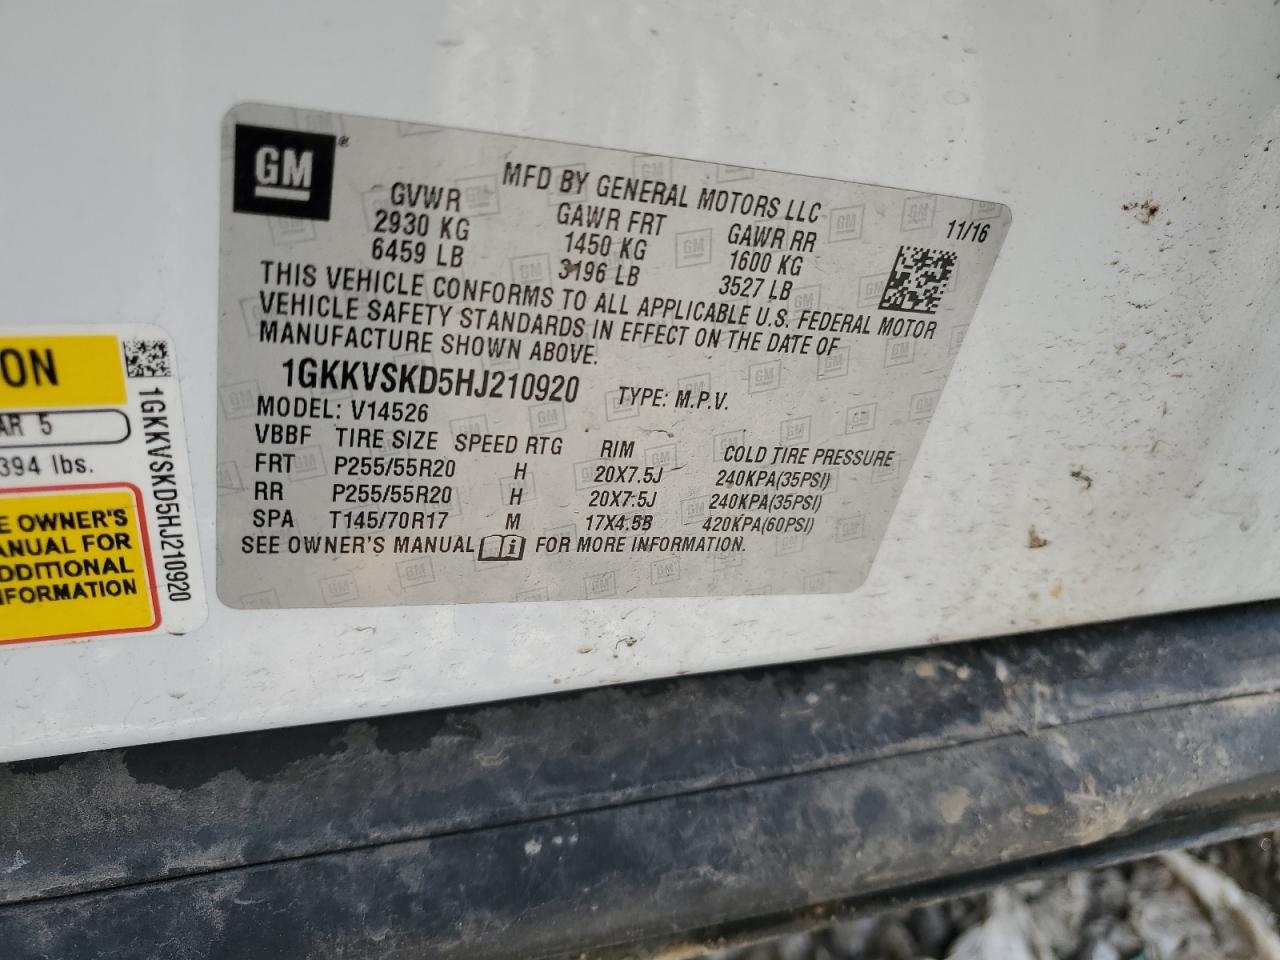 GM
MFD BY GENERAL MOTORS LLC
11/16
GVWR GAWR FRT GAWR RR
2930 KG 1450 KG 1600 KG
6459 LB 3196 LB 3527 LB
THIS VEHICLE CONFORMS TO ALL APPLICABLE U.S. FEDERAL MOTOR
VEHICLE SAFETY STANDARDS IN EFFECT ON THE DATE OF
MANUFACTURE SHOWN ABOVE.
1GKKVSKD5HJ210920 TYPE: M.P.V.
MODEL: V14526
VBBF TIRE SIZE SPEED RTG RIM COLD TIRE PRESSURE
FRT P255/55R20 H 20X7.5J 240KPA(35PSI)
RR P255/55R20 H 20X7.5J 240KPA(35PSI)
SPA T145/70R17 M 17X4.5B 420KPA(60PSI)
SEE OWNER'S MANUAL FOR MORE INFORMATION.
ON
AR 5
394 lbs.
E OWNER'S
ANUAL FOR
DDITIONAL
FORMATION
1GKKVSKD5HJ210920